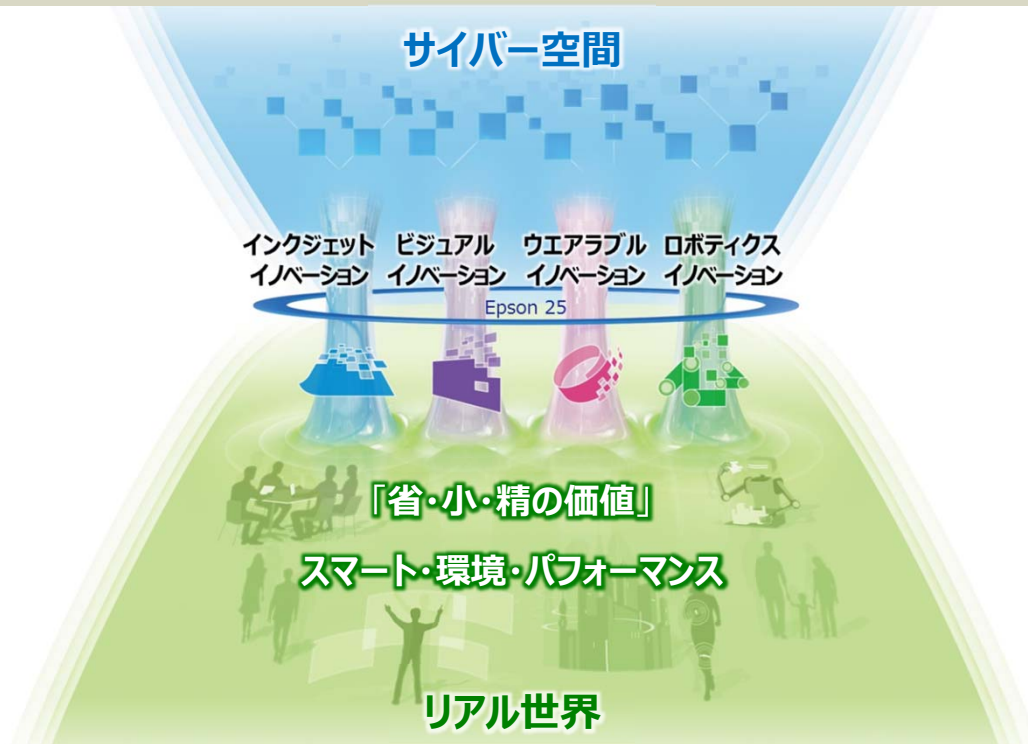 サイバー空間
インクジェット ビジュアル ウエアラブル ロボティクス
イノベーション イノベーション イノベーション イノベーション
Epson 25
「省・小・精の価値」
スマート・環境・パフォーマンス
リアル世界